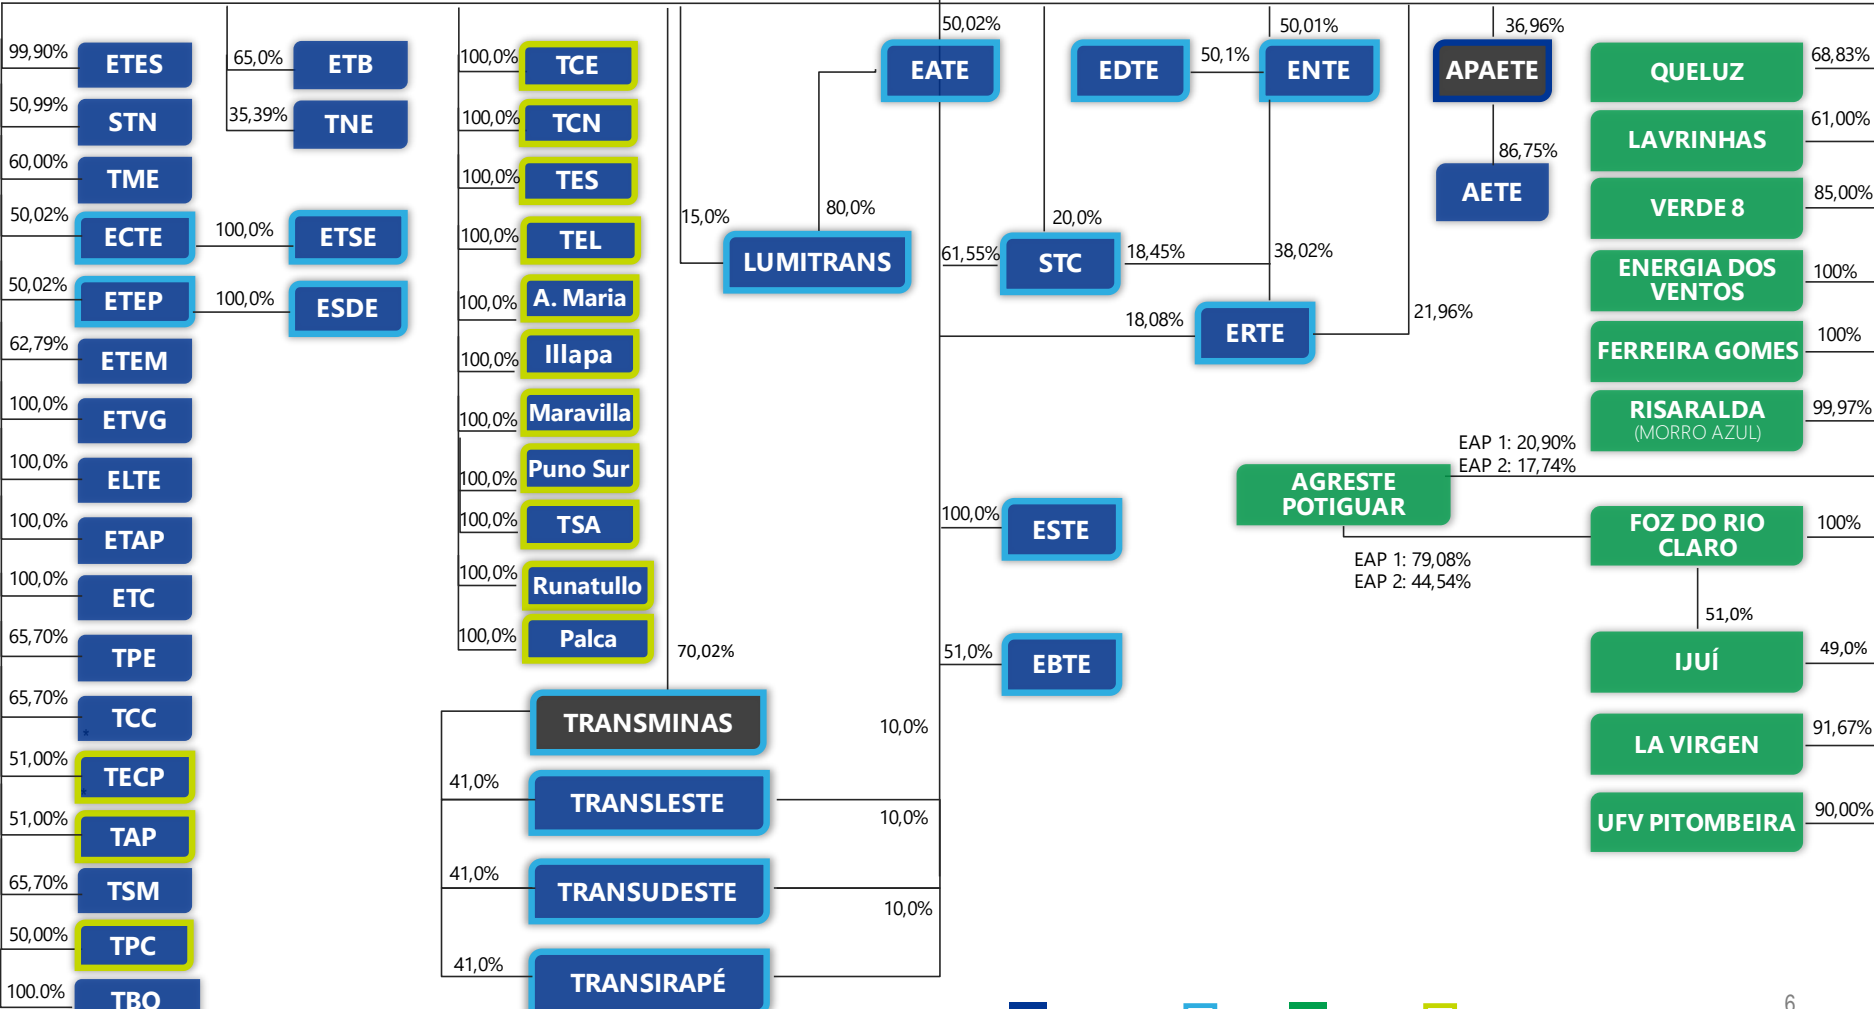 99,90%
ETES
50,99%
STN
60,00%
TME
50,02%
ECTE
100,0%
ETSE
50,02%
ETEP
100,0%
ESDE
62,79%
ETEM
100,0%
ETVG
100,0%
ELTE
100,0%
ETAP
100,0%
ETC
65,70%
TPE
65,70%
TCC
*
51,00%
TECP
*
51,00%
TAP
65,70%
TSM
50,00%
TPC
100.0%
TBO
65,0%
ETB
35,39%
TNE
100,0%
TCE
100,0%
TCN
100,0%
TES
100,0%
TEL
100,0%
A. Maria
100,0%
Illapa
100,0%
Maravilla
100,0%
Puno Sur
100,0%
TSA
100,0%
Runatullo
100,0%
Palca
70,02%
TRANSMINAS
10,0%
41,0%
TRANSLESTE
10,0%
41,0%
TRANSUDESTE
10,0%
41,0%
TRANSIRAPÉ
15,0%
80,0%
LUMITRANS
50,02%
EATE
EDTE
50,1%
50,01%
ENTE
61,55%
20,0%
STC
18,45%
38,02%
18,08%
ERTE
21,96%
100,0%
ESTE
51,0%
EBTE
36,96%
APAETE
86,75%
AETE
QUELUZ
68,83%
LAVRINHAS
61,00%
VERDE 8
85,00%
ENERGIA DOS
VENTOS
100%
FERREIRA GOMES
100%
RISARALDA
(MORRO AZUL)
99,97%
EAP 1: 20,90%
EAP 2: 17,74%
AGRESTE
POTIGUAR
EAP 1: 79,08%
EAP 2: 44,54%
FOZ DO RIO
CLARO
100%
51,0%
IJUÍ
49,0%
LA VIRGEN
91,67%
UFV PITOMBEIRA
90,00%
6